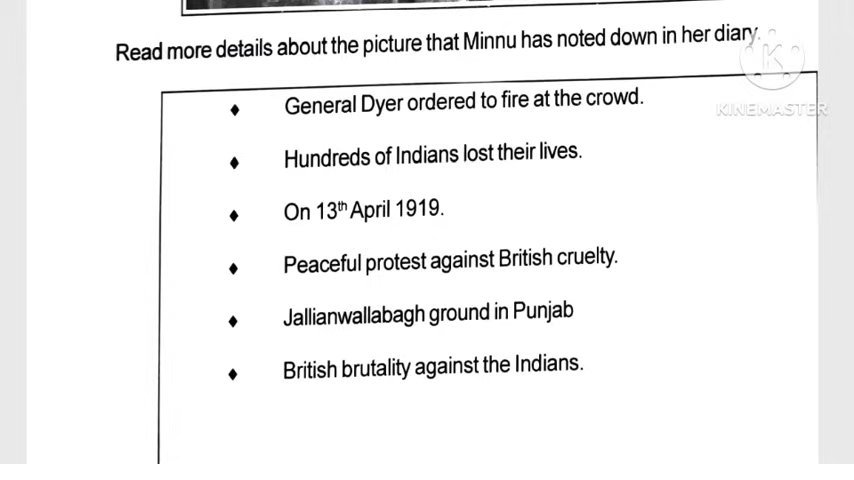 Read more details about the picture that Minnu has noted down in her diary.
KINEMASTER
♦ General Dyer ordered to fire at the crowd.
♦ Hundreds of Indians lost their lives.
♦ On 13th April 1919.
♦ Peaceful protest against British cruelty.
♦ Jallianwallabagh ground in Punjab
♦ British brutality against the Indians.